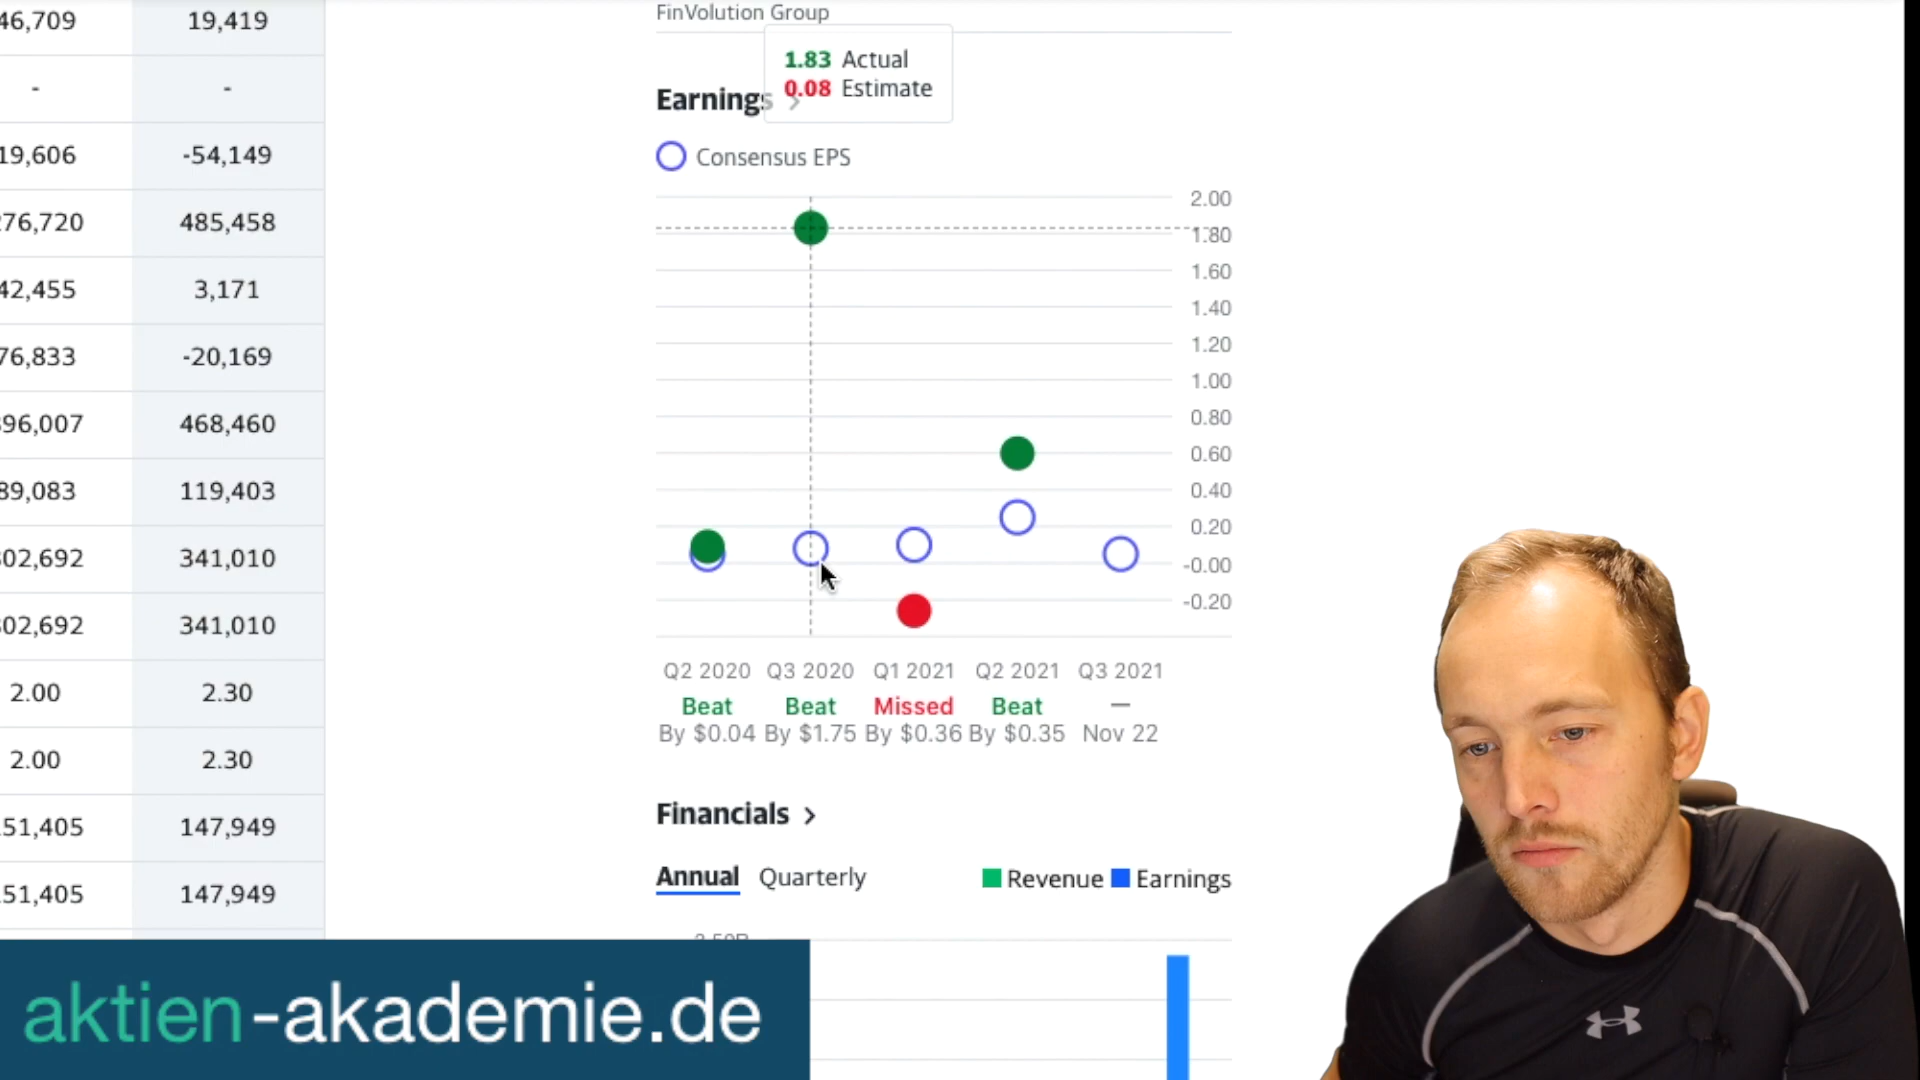 46,709 19,419
- -
19,606 -54,149
276,720 485,458
42,455 3,171
76,833 -20,169
396,007 468,460
89,083 119,403
302,692 341,010
302,692 341,010
2.00 2.30
2.00 2.30
151,405 147,949
151,405 147,949
FinVolution Group
1.83 Actual
0.08 Estimate
Earnings >
Consensus EPS
2.00
1.80
1.60
1.40
1.20
1.00
0.80
0.60
0.40
0.20
-0.00
-0.20
Q2 2020 Q3 2020 Q1 2021 Q2 2021 Q3 2021
Beat Beat Missed Beat —
By $0.04 By $1.75 By $0.36 By $0.35 Nov 22
Financials >
Annual Quarterly Revenue Earnings
aktien-akademie.de